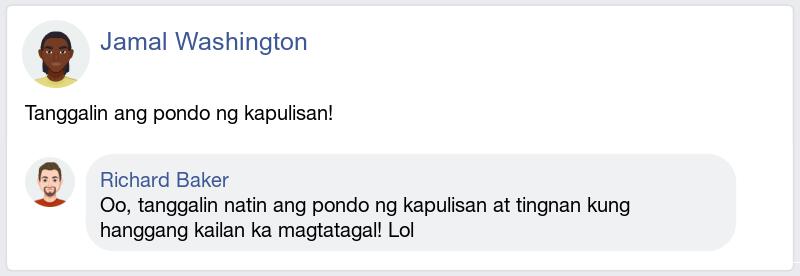 Jamal Washington
Tanggalin ang pondo ng kapulisan!
Richard Baker
Oo, tanggalin natin ang pondo ng kapulisan at tingnan kung
hanggang kailan ka magtatagal! Lol